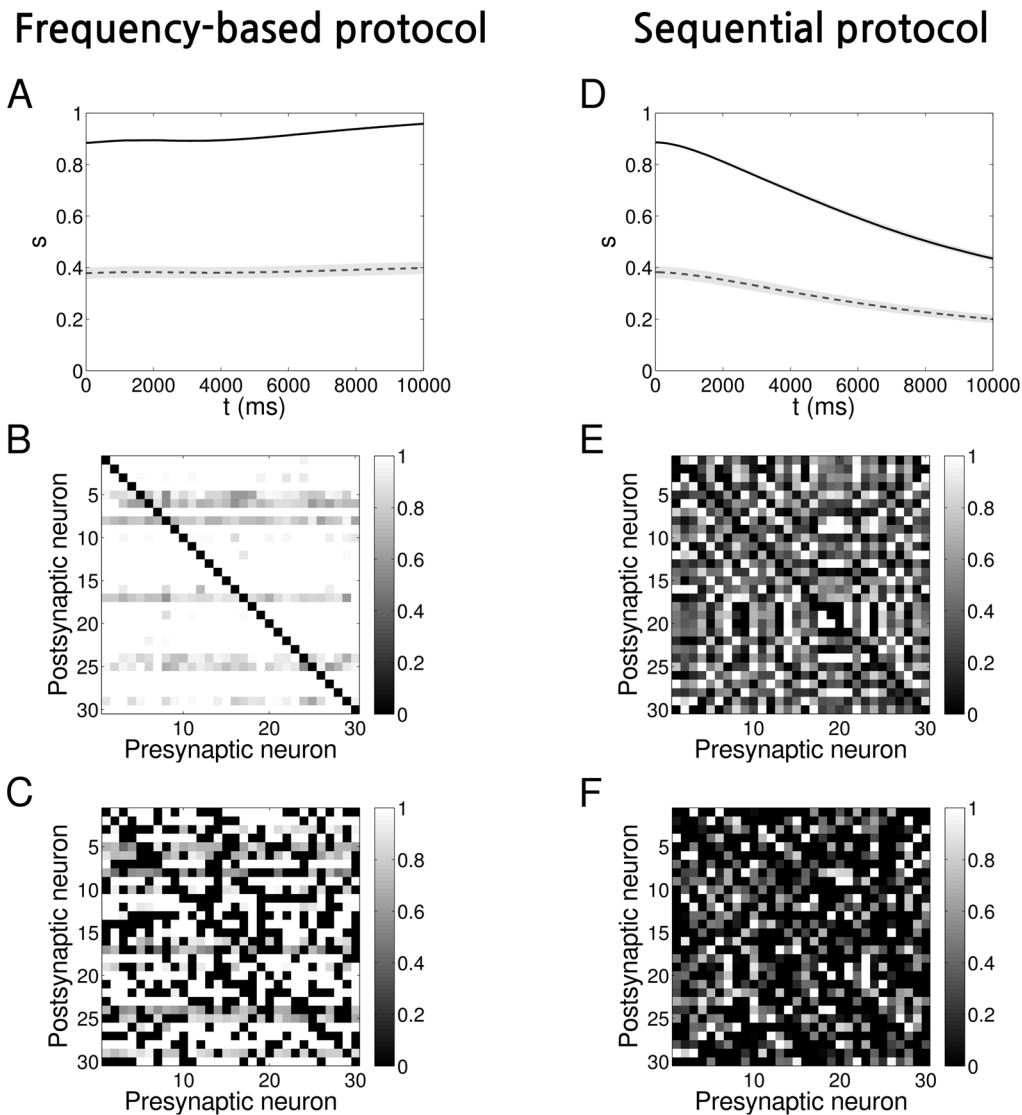 Frequency-based protocol
Sequential protocol
A
1
0.8
0.6
0.4
0.2
0
s
0 2000 4000 6000 8000 10000
t (ms)
D
1
0.8
0.6
0.4
0.2
0
s
0 2000 4000 6000 8000 10000
t (ms)
B
Postsynaptic neuron
5
10
15
20
25
30
10 20 30
Presynaptic neuron
1
0.8
0.6
0.4
0.2
0
E
Postsynaptic neuron
5
10
15
20
25
30
10 20 30
Presynaptic neuron
1
0.8
0.6
0.4
0.2
0
C
Postsynaptic neuron
5
10
15
20
25
30
10 20 30
Presynaptic neuron
1
0.8
0.6
0.4
0.2
0
F
Postsynaptic neuron
5
10
15
20
25
30
10 20 30
Presynaptic neuron
1
0.8
0.6
0.4
0.2
0